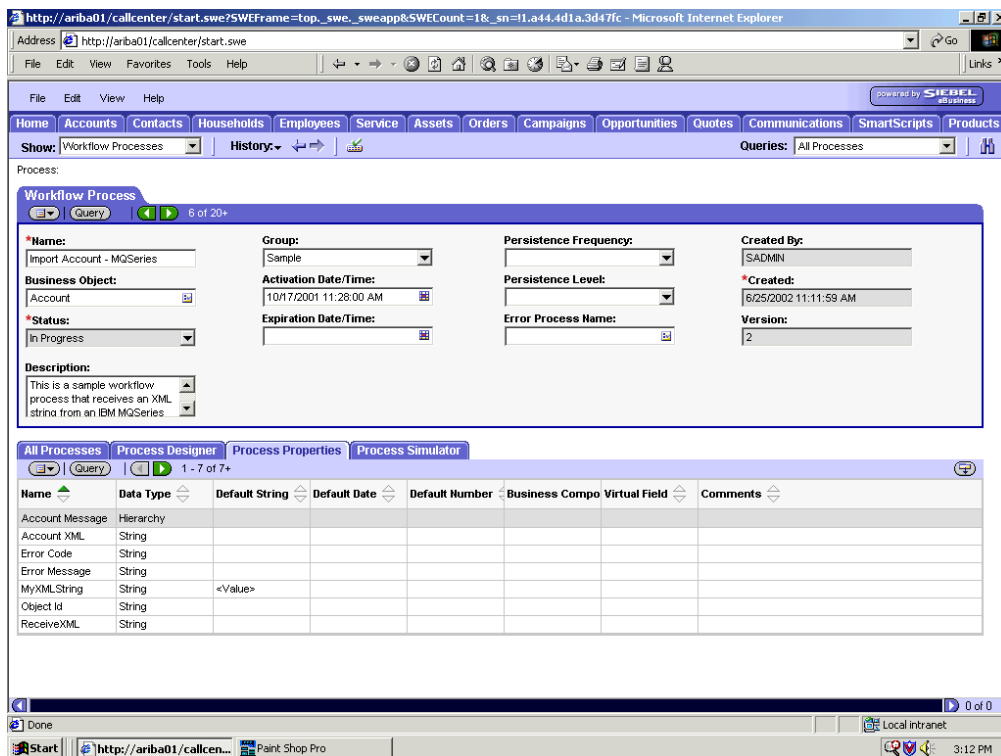 http://ariba01/callcenter/start.swe?SWEFrame=top._swe._sweapp&SWECount=1&_sn=!1.a44.4d1a.3d47fc - Microsoft Internet Explorer
Address http://ariba01/callcenter/start.swe Go
File Edit View Favorites Tools Help Links
File Edit View Help powered by SIEBEL eBusiness
Home Accounts Contacts Households Employees Service Assets Orders Campaigns Opportunities Quotes Communications SmartScripts Products
Show: Workflow Processes History: Queries: All Processes
Process:
Workflow Process
Query 6 of 20+
*Name: Group: Persistence Frequency: Created By:
Import Account - MQSeries Sample SADMIN
Business Object: Activation Date/Time: Persistence Level: *Created:
Account 10/17/2001 11:28:00 AM 6/25/2002 11:11:59 AM
*Status: Expiration Date/Time: Error Process Name: Version:
In Progress 2
Description:
This is a sample workflow
process that receives an XML
string from an IBM MQSeries
All Processes Process Designer Process Properties Process Simulator
Query 1 - 7 of 7+
Name Data Type Default String Default Date Default Number Business Compo Virtual Field Comments
Account Message Hierarchy
Account XML String
Error Code String
Error Message String
MyXMLString String <Value>
Object Id String
ReceiveXML String
0 of 0
Done Local intranet
Start http://ariba01/callcen... Paint Shop Pro 3:12 PM